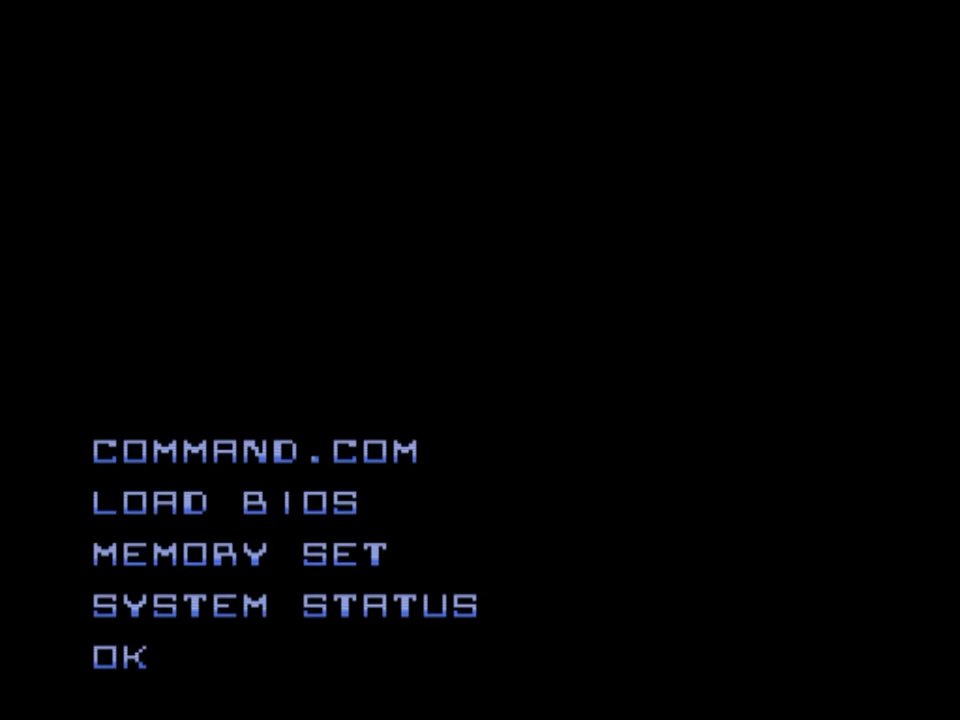 COMMAND.COM
LOAD BIOS
MEMORY SET
SYSTEM STATUS
OK